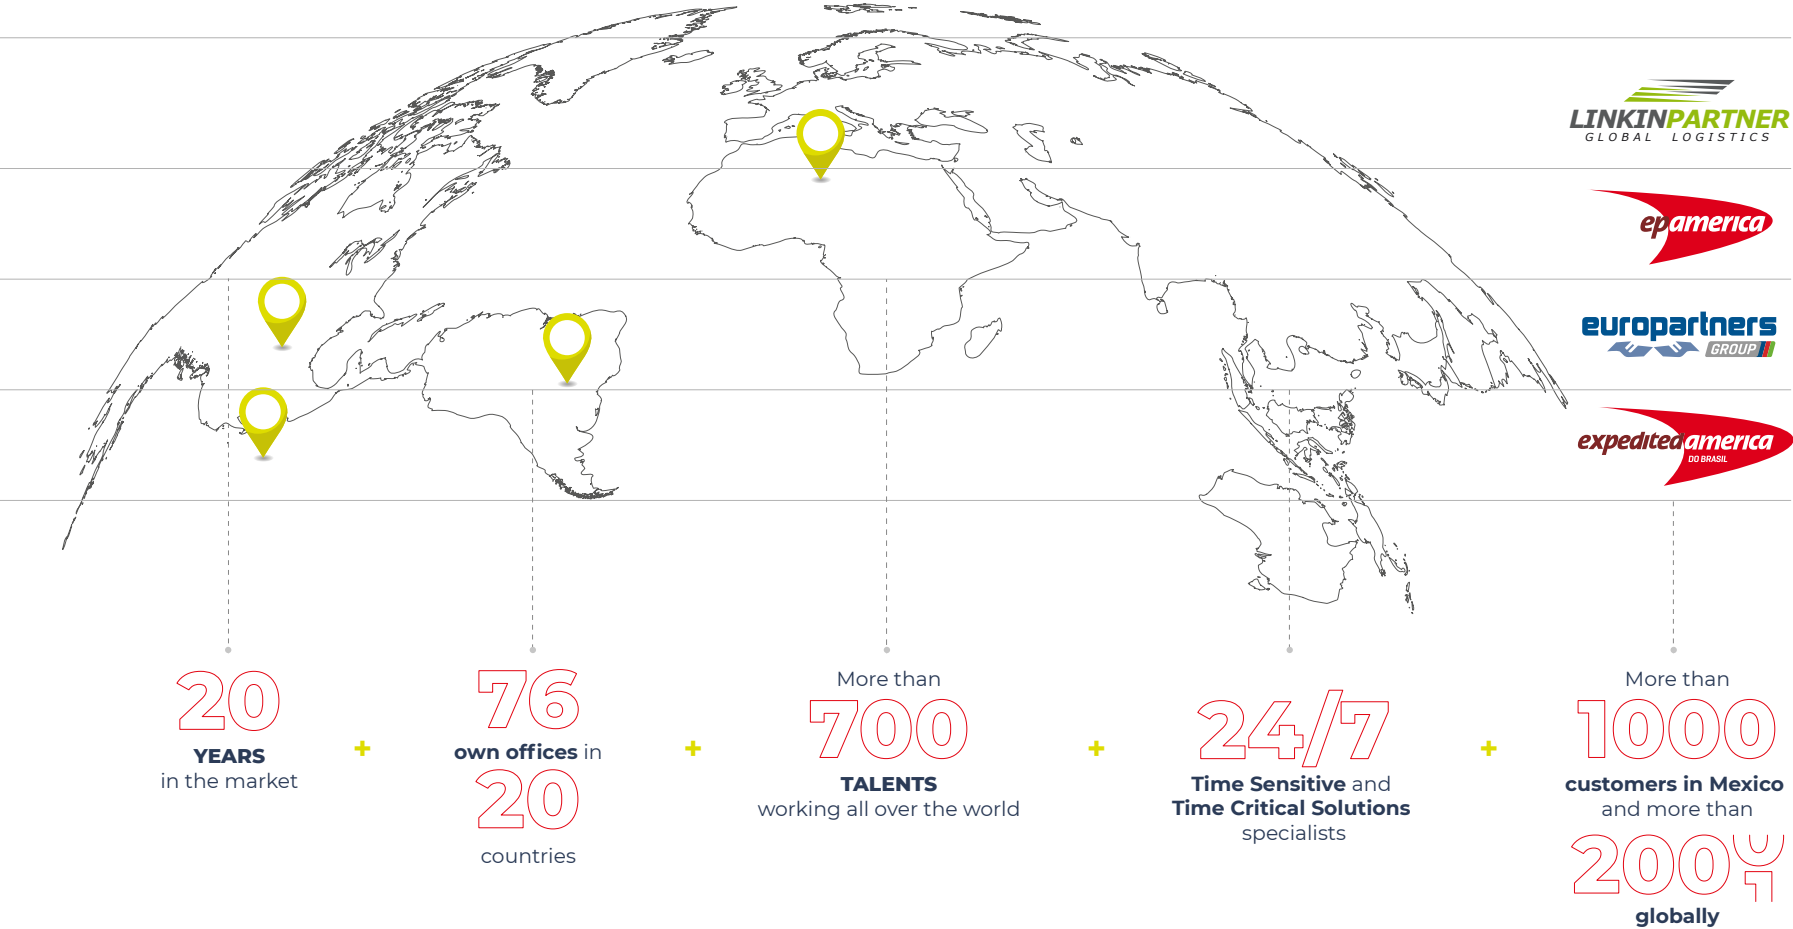 LINKINPARTNER
GLOBAL LOGISTICS
epamerica
europartners
GROUP
expeditedamerica
DO BRASIL
20
YEARS
in the market
+
76
own offices in
20
countries
+
More than
700
TALENTS
working all over the world
+
24/7
Time Sensitive and
Time Critical Solutions
specialists
+
More than
1000
customers in Mexico
and more than
200
globally